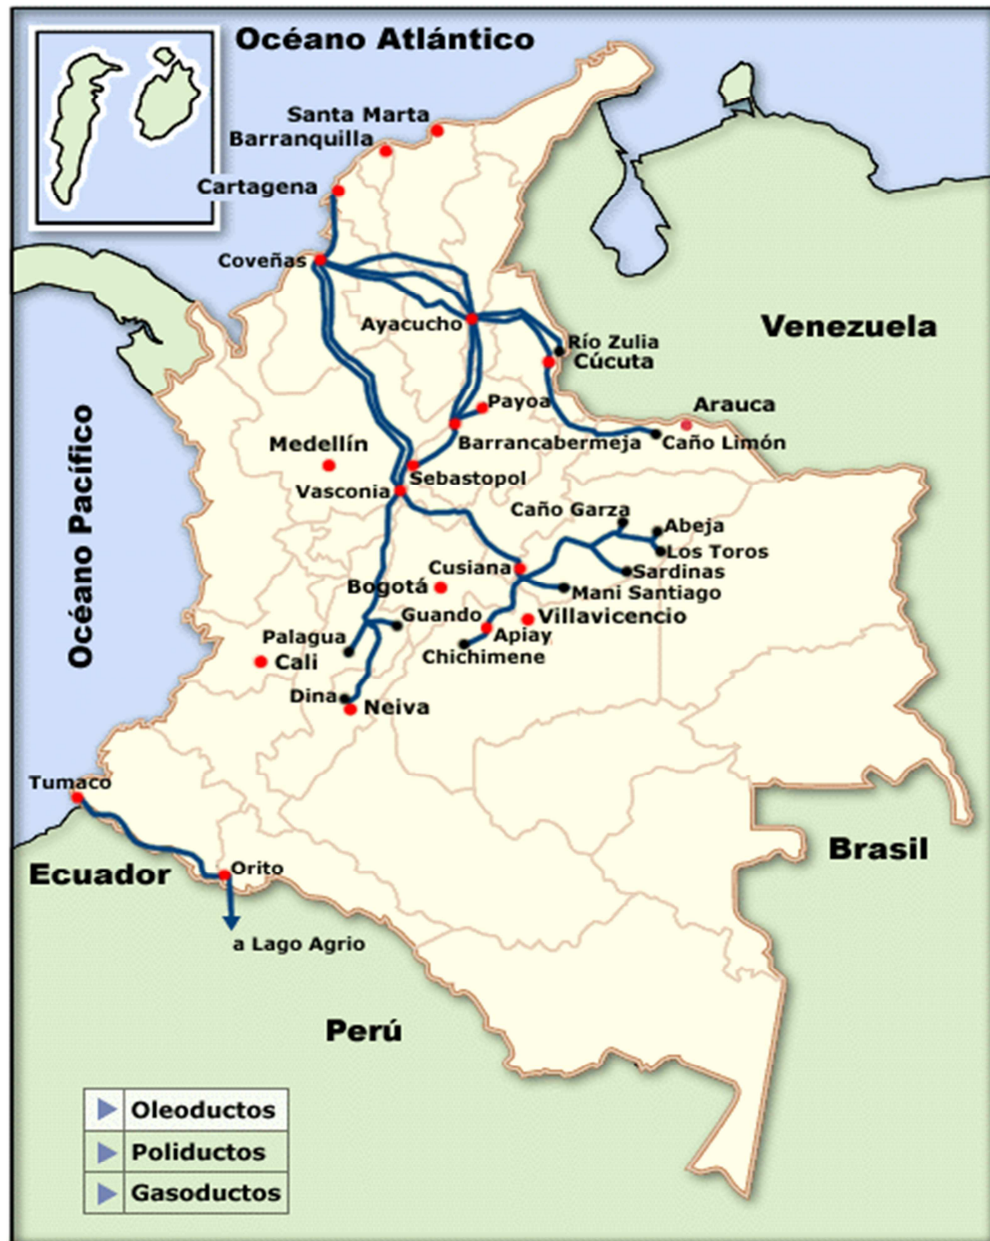 Océano Atlántico
Santa Marta
Barranquilla
Cartagena
Coveñas
Ayacucho
Río Zulia
Cúcuta
Venezuela
Payoa
Arauca
Barrancabermeja
Caño Limón
Medellín
Sebastopol
Vasconia
Océano Pacífico
Caño Garza
Abeja
Los Toros
Cusiana
Sardinas
Bogotá
Mani Santiago
Guando
Villavicencio
Palagua
Apiay
Chichimene
Cali
Dina
Neiva
Tumaco
Brasil
Ecuador
Orito
a Lago Agrio
Perú
Oleoductos
Poliductos
Gasoductos